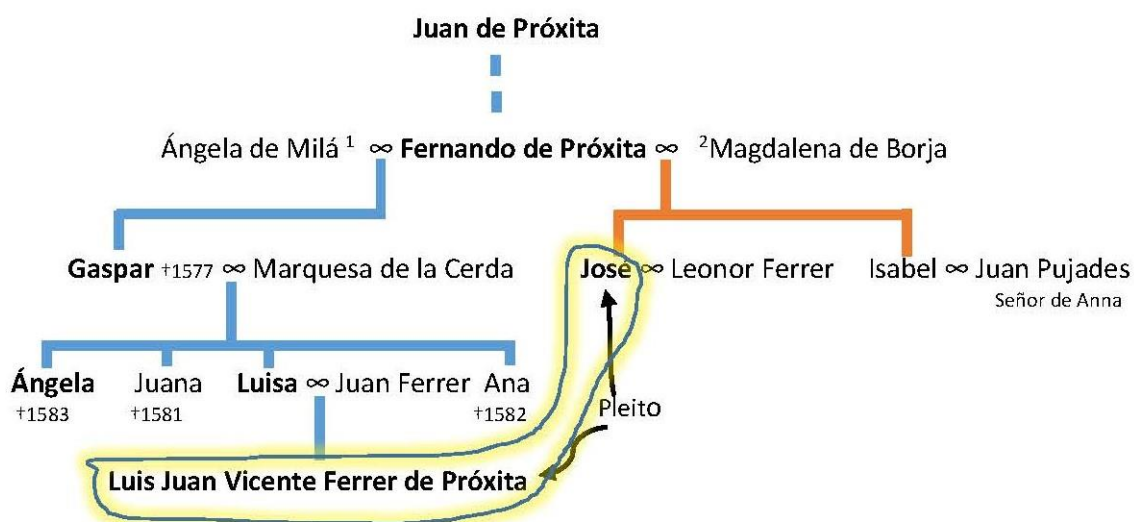 Juan de Próxita
Ángela de Milá ¹ ∞ Fernando de Próxita ∞ ²Magdalena de Borja
Gaspar †1577 ∞ Marquesa de la Cerda José ∞ Leonor Ferrer Isabel ∞ Juan Pujades
Señor de Anna
Ángela Juana Luisa ∞ Juan Ferrer Ana
†1583 †1581 †1582
Pleito
Luis Juan Vicente Ferrer de Próxita